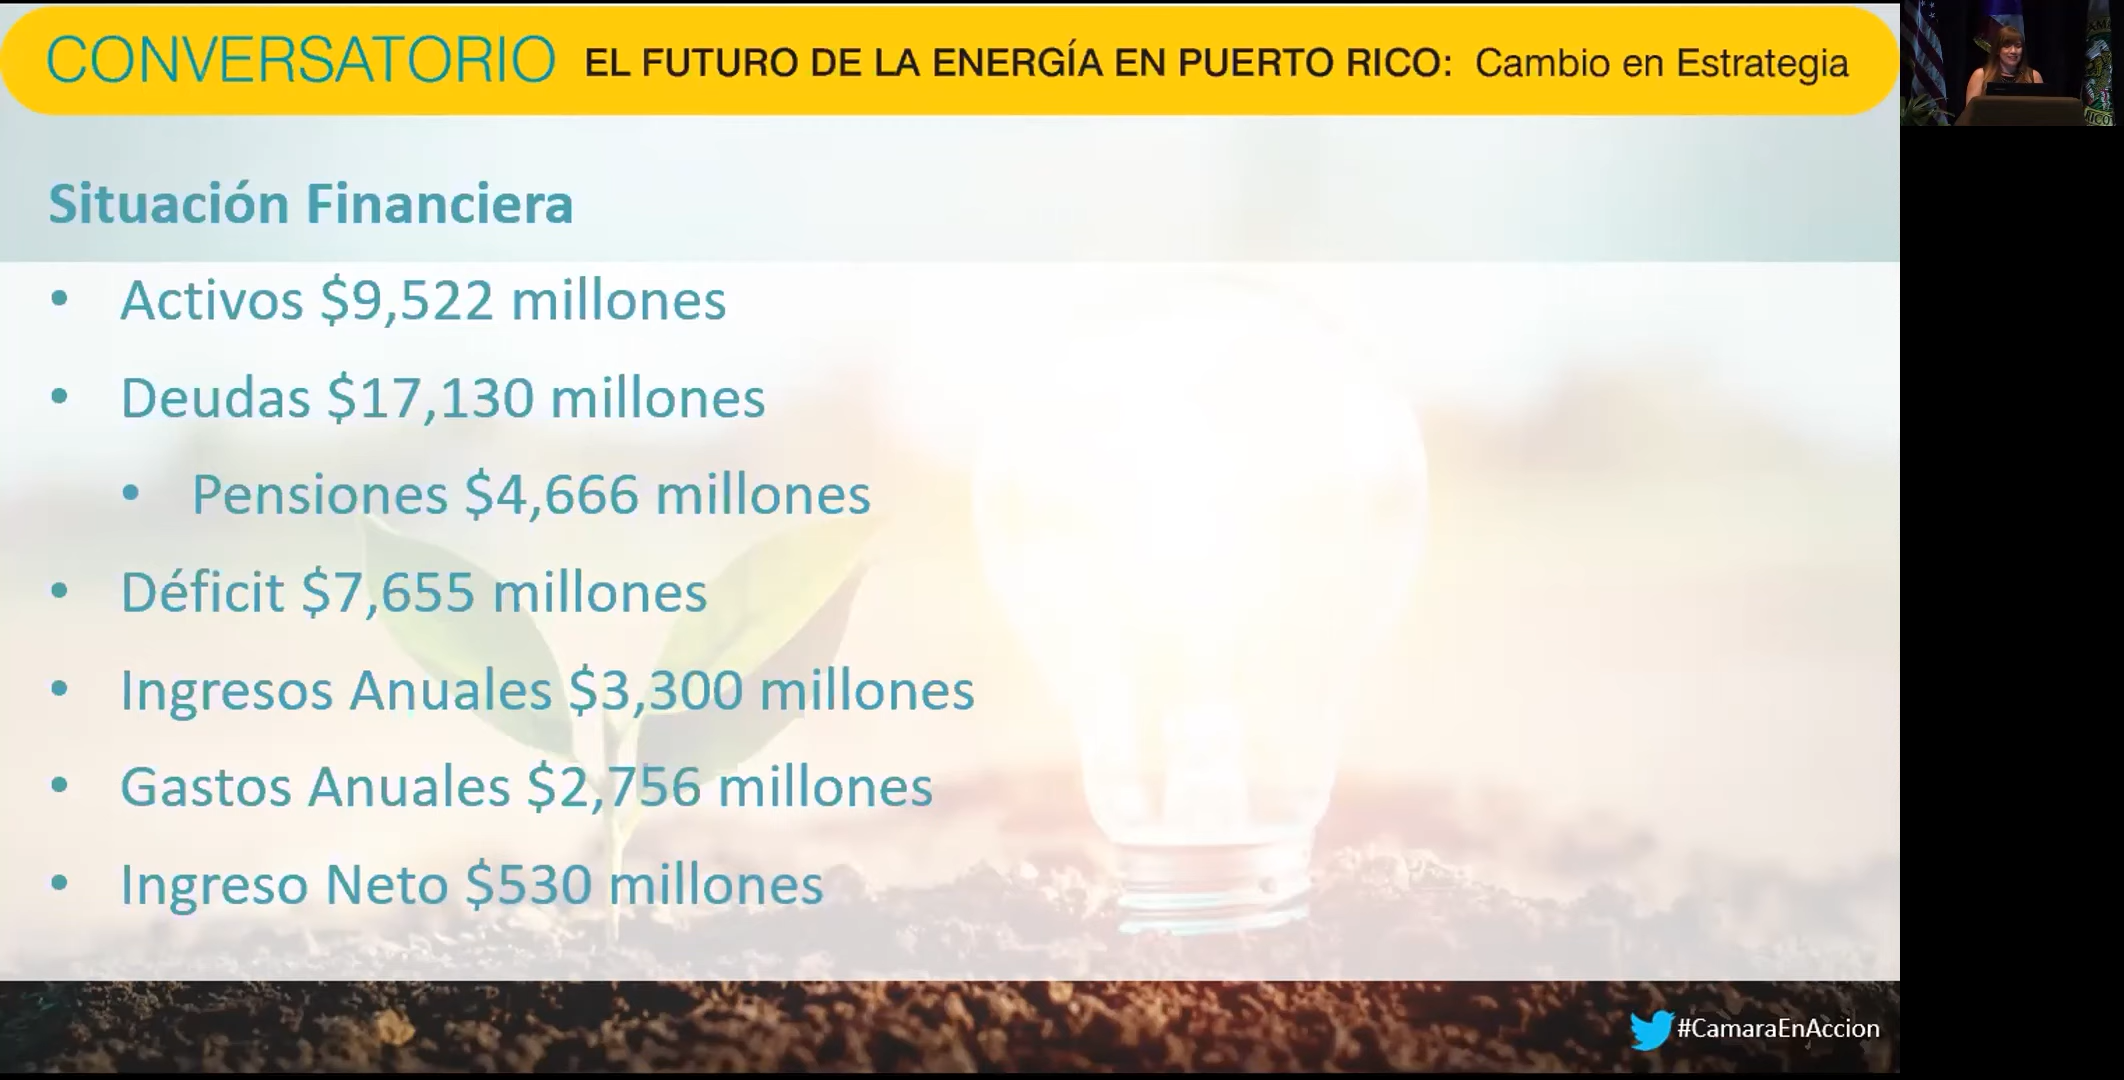 CONVERSATORIO EL FUTURO DE LA ENERGÍA EN PUERTO RICO: Cambio en Estrategia
Situación Financiera
• Activos $9,522 millones
• Deudas $17,130 millones
• Pensiones $4,666 millones
• Déficit $7,655 millones
• Ingresos Anuales $3,300 millones
• Gastos Anuales $2,756 millones
• Ingreso Neto $530 millones
#CamaraEnAccion